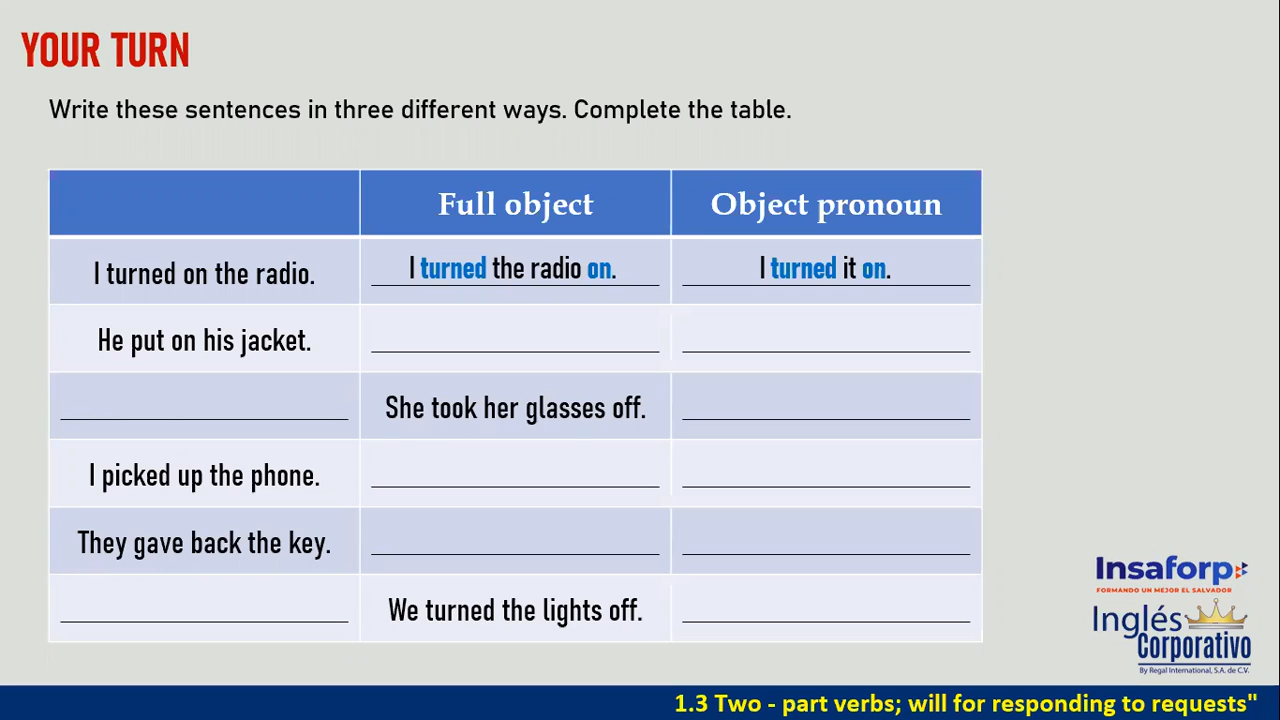 YOUR TURN
Write these sentences in three different ways. Complete the table.
Full object Object pronoun
I turned on the radio. I turned the radio on. I turned it on.
He put on his jacket.
She took her glasses off.
I picked up the phone.
They gave back the key.
We turned the lights off.
Insaforp
FORMANDO UN MEJOR EL SALVADOR
Inglés
Corporativo
By Regal International, S.A. de C.V.
1.3 Two - part verbs; will for responding to requests"